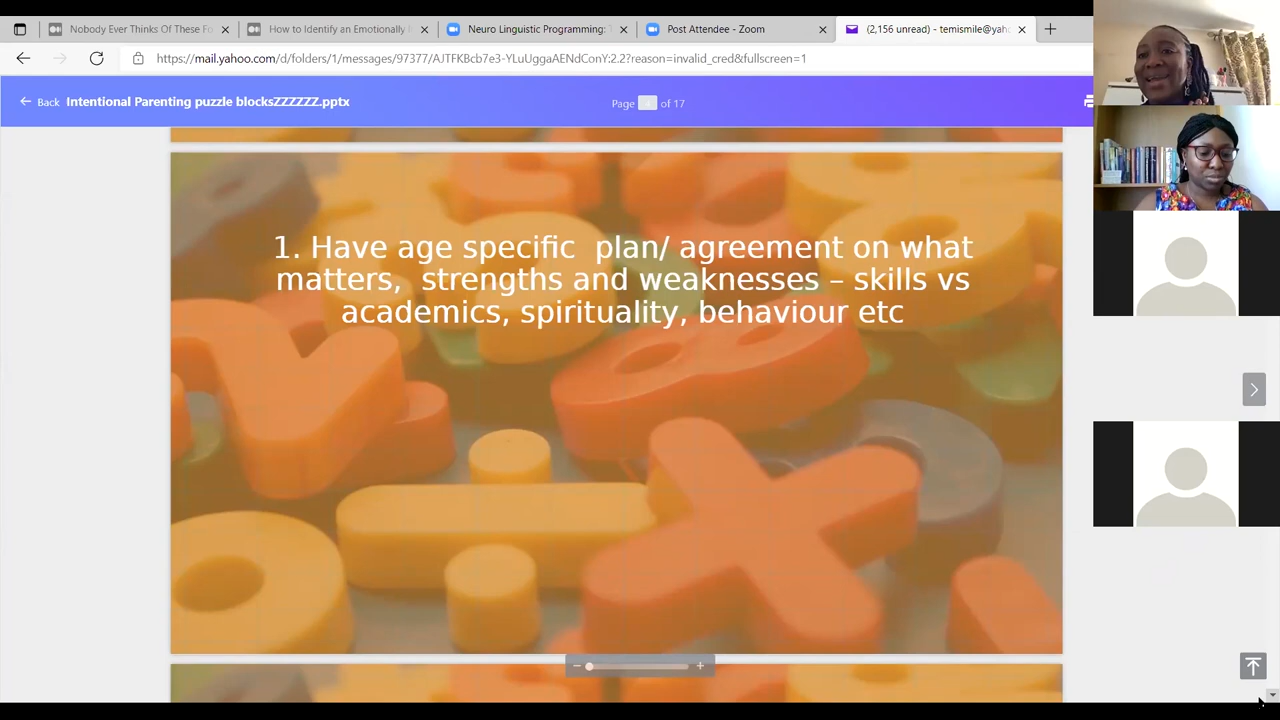 Nobody Ever Thinks Of These Fo
How to Identify an Emotionally
Neuro Linguistic Programming:
Post Attendee - Zoom
(2,156 unread) - temismile@yaho
https://mail.yahoo.com/d/folders/1/messages/97377/AJTFKBcb7e3-YLuUggaAENdConY:2.2?reason=invalid_cred&fullscreen=1
Back Intentional Parenting puzzle blocksZZZZZZ.pptx
Page of 17
1. Have age specific plan/ agreement on what
matters, strengths and weaknesses – skills vs
academics, spirituality, behaviour etc